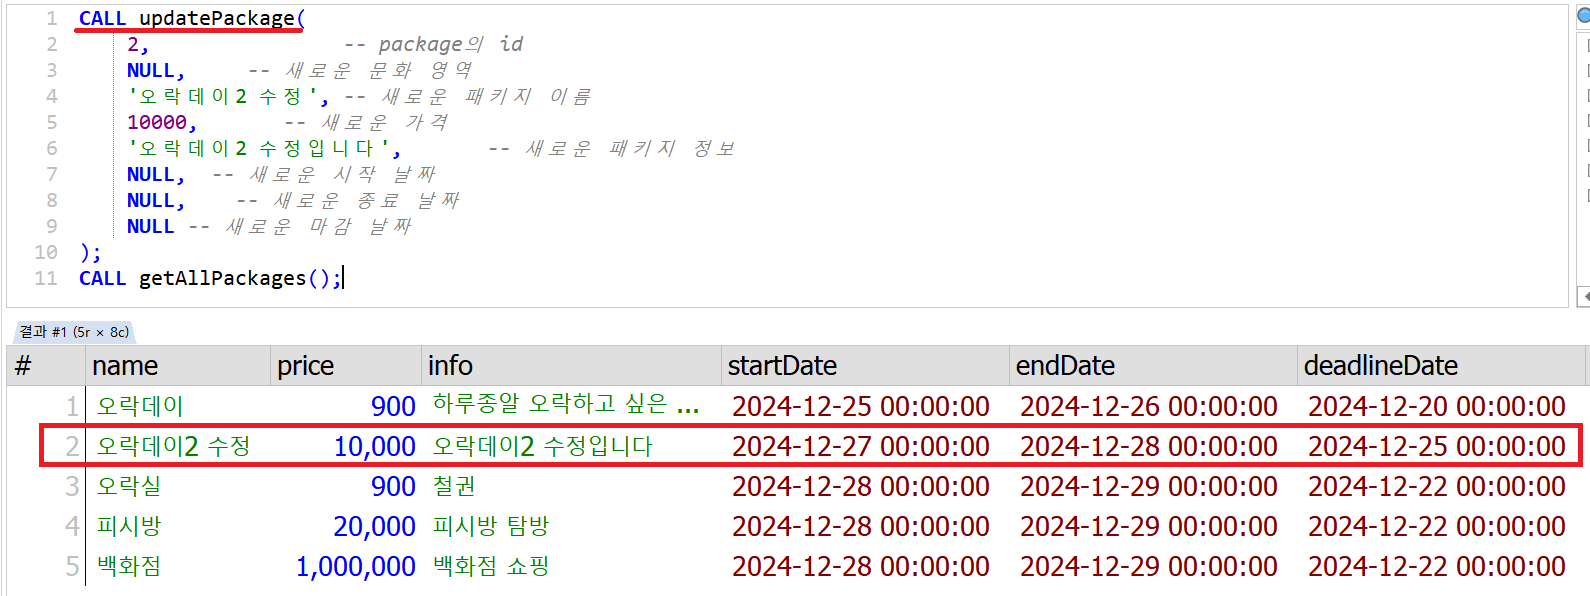 1 CALL updatePackage(
2 2, -- package의 id
3 NULL, -- 새로운 문화 영역
4 '오락데이2 수정', -- 새로운 패키지 이름
5 10000, -- 새로운 가격
6 '오락데이2 수정입니다', -- 새로운 패키지 정보
7 NULL, -- 새로운 시작 날짜
8 NULL, -- 새로운 종료 날짜
9 NULL -- 새로운 마감 날짜
10 );
11 CALL getAllPackages();
결과 #1 (5r × 8c)
# name price info startDate endDate deadlineDate
1 오락데이 900 하루종알 오락하고 싶은 ... 2024-12-25 00:00:00 2024-12-26 00:00:00 2024-12-20 00:00:00
2 오락데이2 수정 10,000 오락데이2 수정입니다 2024-12-27 00:00:00 2024-12-28 00:00:00 2024-12-25 00:00:00
3 오락실 900 철권 2024-12-28 00:00:00 2024-12-29 00:00:00 2024-12-22 00:00:00
4 피시방 20,000 피시방 탐방 2024-12-28 00:00:00 2024-12-29 00:00:00 2024-12-22 00:00:00
5 백화점 1,000,000 백화점 쇼핑 2024-12-28 00:00:00 2024-12-29 00:00:00 2024-12-22 00:00:00